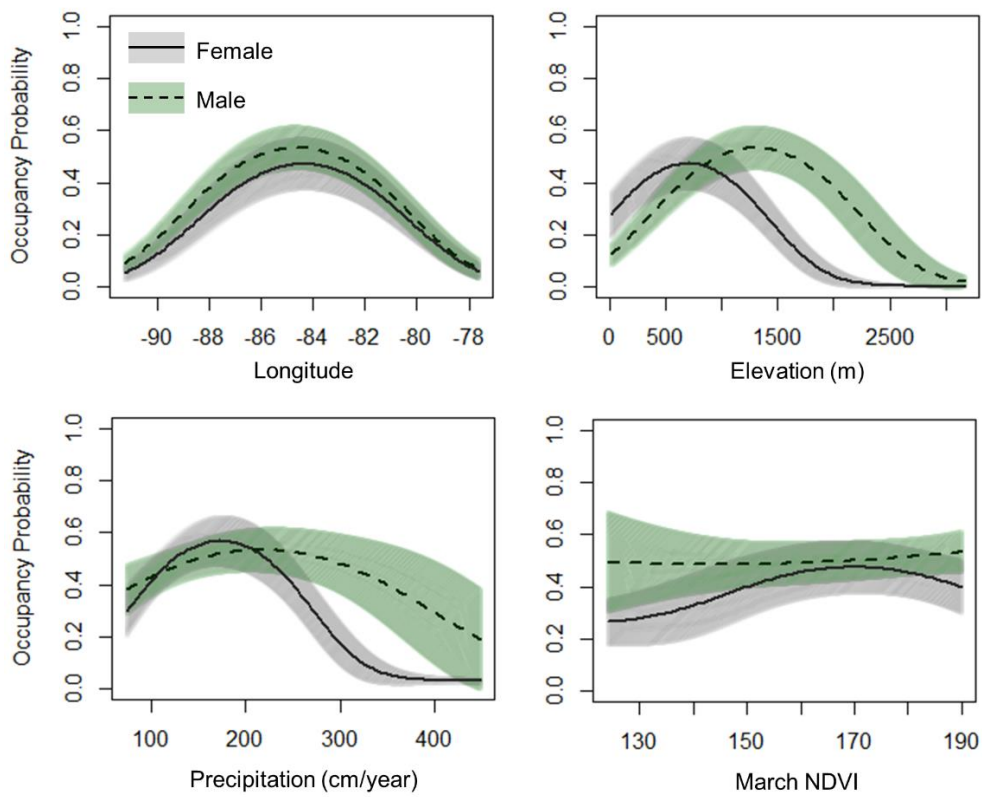 Occupancy Probability
1.0
0.8
0.6
0.4
0.2
0.0
Female
Male
-90 -88 -86 -84 -82 -80 -78
Longitude
1.0
0.8
0.6
0.4
0.2
0.0
0 500 1500 2500
Elevation (m)
Occupancy Probability
1.0
0.8
0.6
0.4
0.2
0.0
100 200 300 400
Precipitation (cm/year)
1.0
0.8
0.6
0.4
0.2
0.0
130 150 170 190
March NDVI